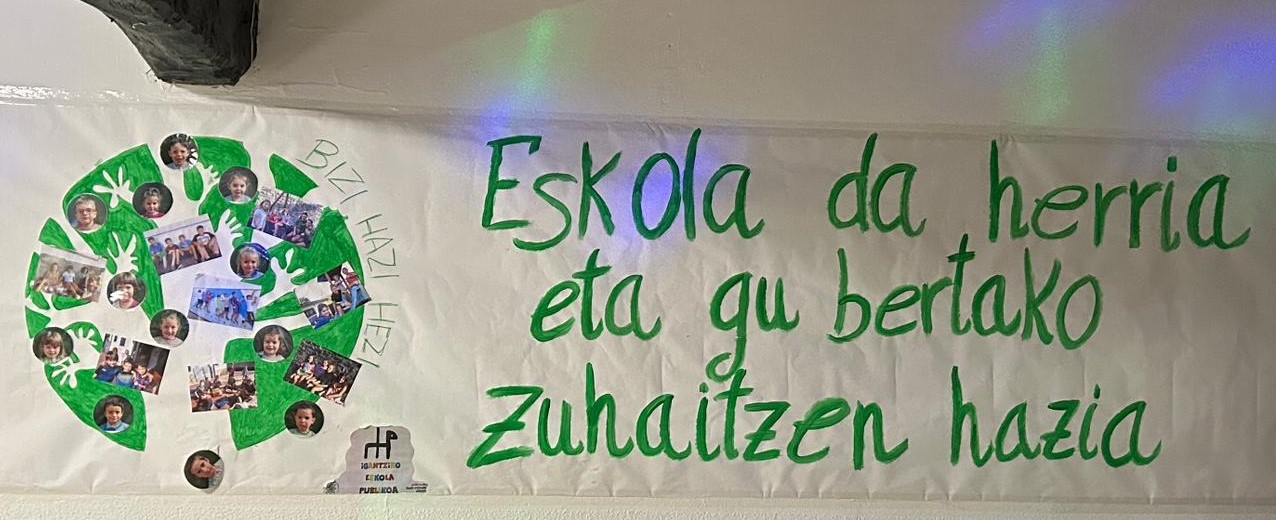 BIZI HAZI HEZI
Eskola da herria
eta gu bertako
zuhaitzen hazia
IGANTZIKO
ESKOLA
PUBLIKOA